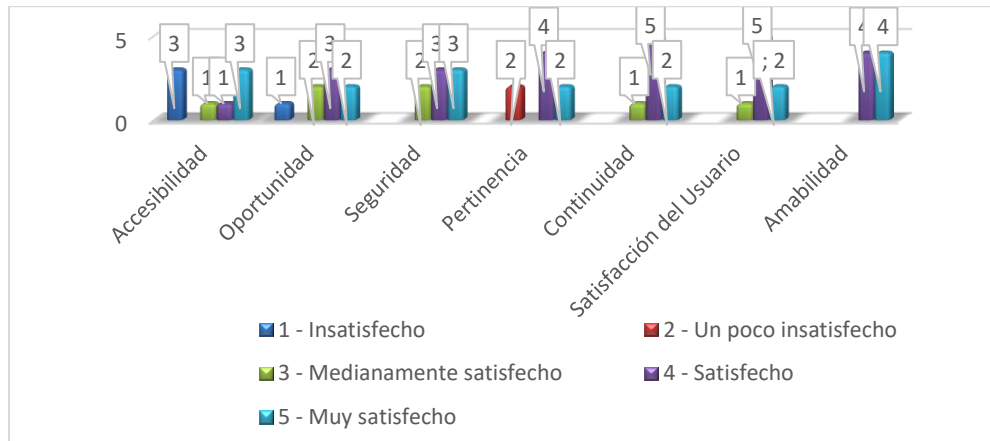 5
0
3
1
1
3
1
2
3
2
2
3
3
2
4
2
1
5
2
1
5
; 2
4
4
Accesibilidad
Oportunidad
Seguridad
Pertinencia
Continuidad
Satisfacción del Usuario
Amabilidad
1 - Insatisfecho
2 - Un poco insatisfecho
3 - Medianamente satisfecho
4 - Satisfecho
5 - Muy satisfecho